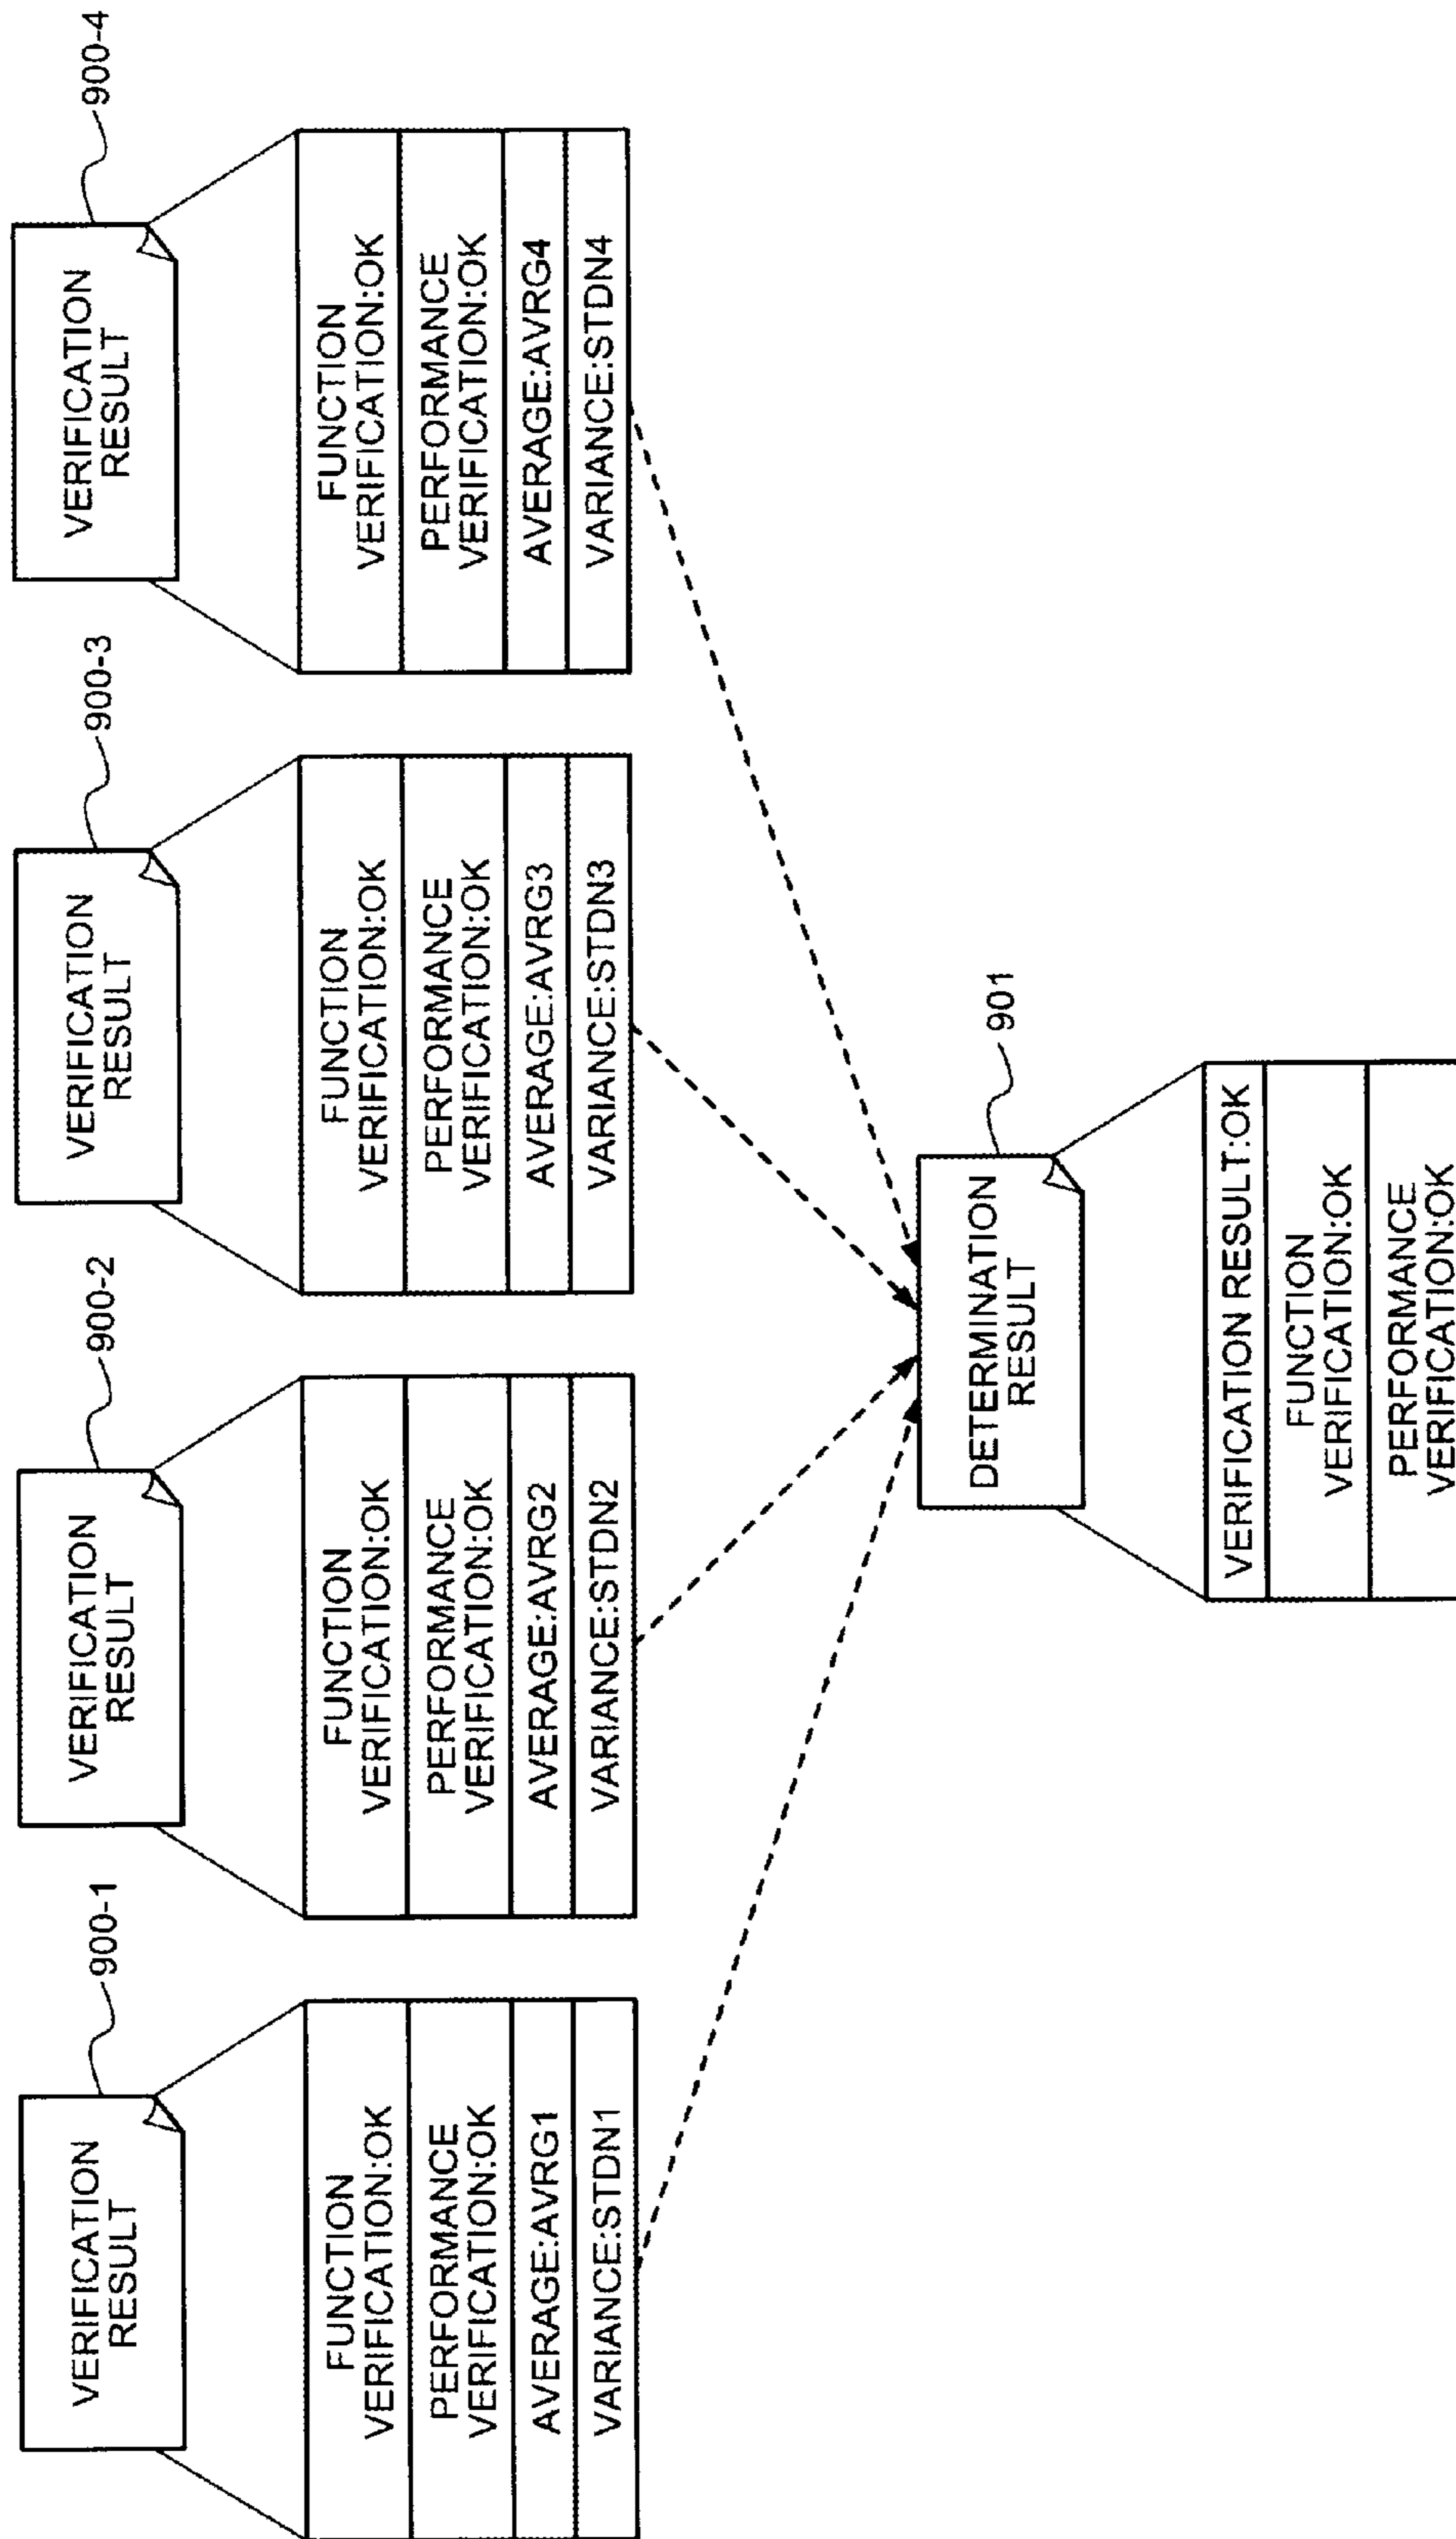 900-1
VERIFICATION
RESULT
FUNCTION
VERIFICATION:OK
PERFORMANCE
VERIFICATION:OK
AVERAGE:AVRG1
VARIANCE:STDN1
900-2
VERIFICATION
RESULT
FUNCTION
VERIFICATION:OK
PERFORMANCE
VERIFICATION:OK
AVERAGE:AVRG2
VARIANCE:STDN2
900-3
VERIFICATION
RESULT
FUNCTION
VERIFICATION:OK
PERFORMANCE
VERIFICATION:OK
AVERAGE:AVRG3
VARIANCE:STDN3
900-4
VERIFICATION
RESULT
FUNCTION
VERIFICATION:OK
PERFORMANCE
VERIFICATION:OK
AVERAGE:AVRG4
VARIANCE:STDN4
901
DETERMINATION
RESULT
VERIFICATION RESULT:OK
FUNCTION
VERIFICATION:OK
PERFORMANCE
VERIFICATION:OK